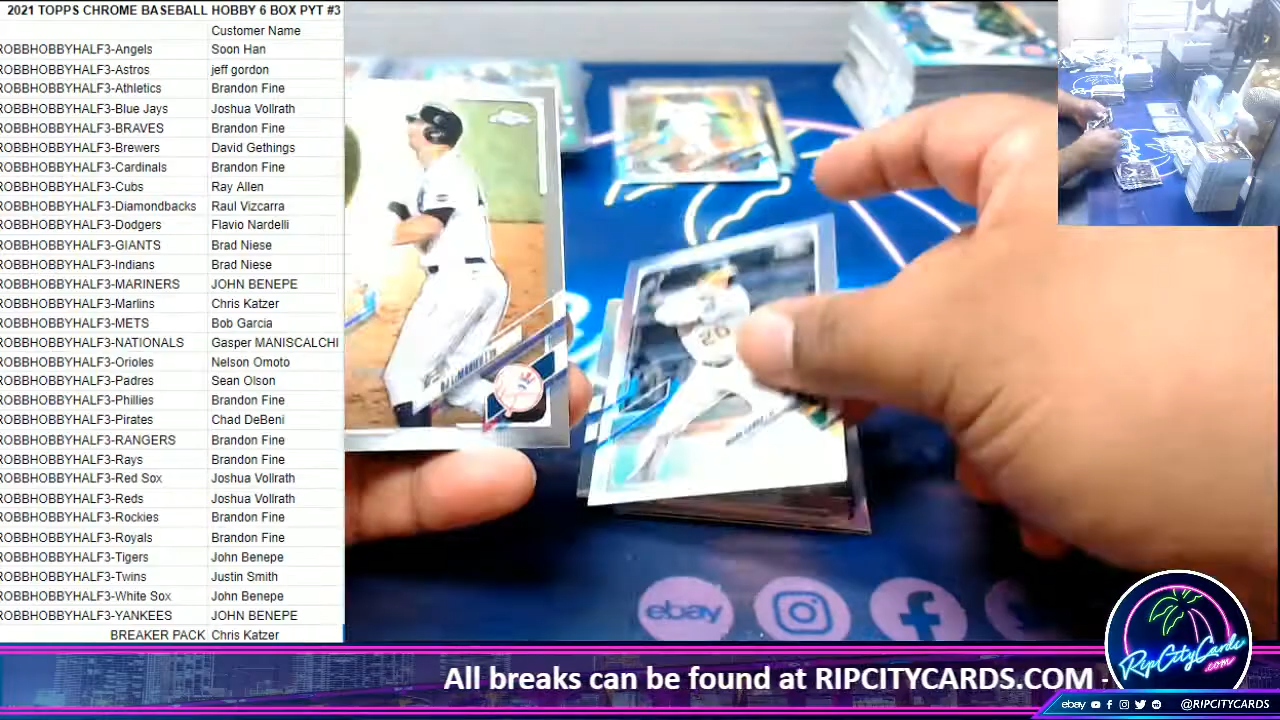 2021 TOPPS CHROME BASEBALL HOBBY 6 BOX PYT #3
Customer Name
ROBBHOBBYHALF3-Angels Soon Han
ROBBHOBBYHALF3-Astros jeff gordon
ROBBHOBBYHALF3-Athletics Brandon Fine
ROBBHOBBYHALF3-Blue Jays Joshua Vollrath
ROBBHOBBYHALF3-BRAVES Brandon Fine
ROBBHOBBYHALF3-Brewers David Gethings
ROBBHOBBYHALF3-Cardinals Brandon Fine
ROBBHOBBYHALF3-Cubs Ray Allen
ROBBHOBBYHALF3-Diamondbacks Raul Vizcarra
ROBBHOBBYHALF3-Dodgers Flavio Nardelli
ROBBHOBBYHALF3-GIANTS Brad Niese
ROBBHOBBYHALF3-Indians Brad Niese
ROBBHOBBYHALF3-MARINERS JOHN BENEPE
ROBBHOBBYHALF3-Marlins Chris Katzer
ROBBHOBBYHALF3-METS Bob Garcia
ROBBHOBBYHALF3-NATIONALS Gasper MANISCALCHI
ROBBHOBBYHALF3-Orioles Nelson Omoto
ROBBHOBBYHALF3-Padres Sean Olson
ROBBHOBBYHALF3-Phillies Brandon Fine
ROBBHOBBYHALF3-Pirates Chad DeBeni
ROBBHOBBYHALF3-RANGERS Brandon Fine
ROBBHOBBYHALF3-Rays Brandon Fine
ROBBHOBBYHALF3-Red Sox Joshua Vollrath
ROBBHOBBYHALF3-Reds Joshua Vollrath
ROBBHOBBYHALF3-Rockies Brandon Fine
ROBBHOBBYHALF3-Royals Brandon Fine
ROBBHOBBYHALF3-Tigers John Benepe
ROBBHOBBYHALF3-Twins Justin Smith
ROBBHOBBYHALF3-White Sox John Benepe
ROBBHOBBYHALF3-YANKEES JOHN BENEPE
BREAKER PACK Chris Katzer
20
ebay
All breaks can be found at RIPCITYCARDS.COM -
RipCityCards
.com
ebay @RIPCITYCARDS